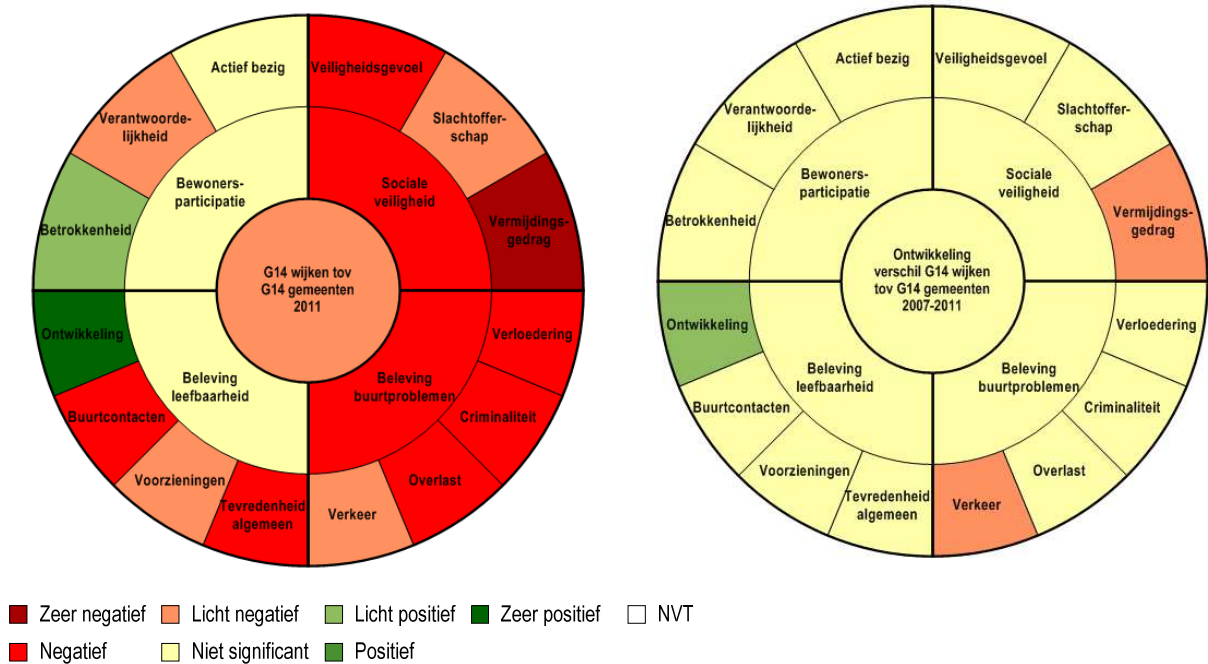 Actief bezig
Veiligheidsgevoel
Verantwoorde-
lijkheid
Slachtoffer-
schap
Bewoners-
participatie
Sociale
veiligheid
Betrokkenheid
Vermijdings-
gedrag
G14 wijken tov
G14 gemeenten
2011
Ontwikkeling
Verloedering
Beleving
leefbaarheid
Beleving
buurtproblemen
Buurtcontacten
Criminaliteit
Voorzieningen
Overlast
Tevredenheid
algemeen
Verkeer
Actief bezig
Veiligheidsgevoel
Verantwoorde-
lijkheid
Slachtoffer-
schap
Bewoners-
participatie
Sociale
veiligheid
Betrokkenheid
Vermijdings-
gedrag
Ontwikkeling
verschil G14 wijken
tov G14 gemeenten
2007-2011
Ontwikkeling
Verloedering
Beleving
leefbaarheid
Beleving
buurtproblemen
Buurtcontacten
Criminaliteit
Voorzieningen
Overlast
Tevredenheid
algemeen
Verkeer
Zeer negatief Licht negatief Licht positief Zeer positief NVT
Negatief Niet significant Positief